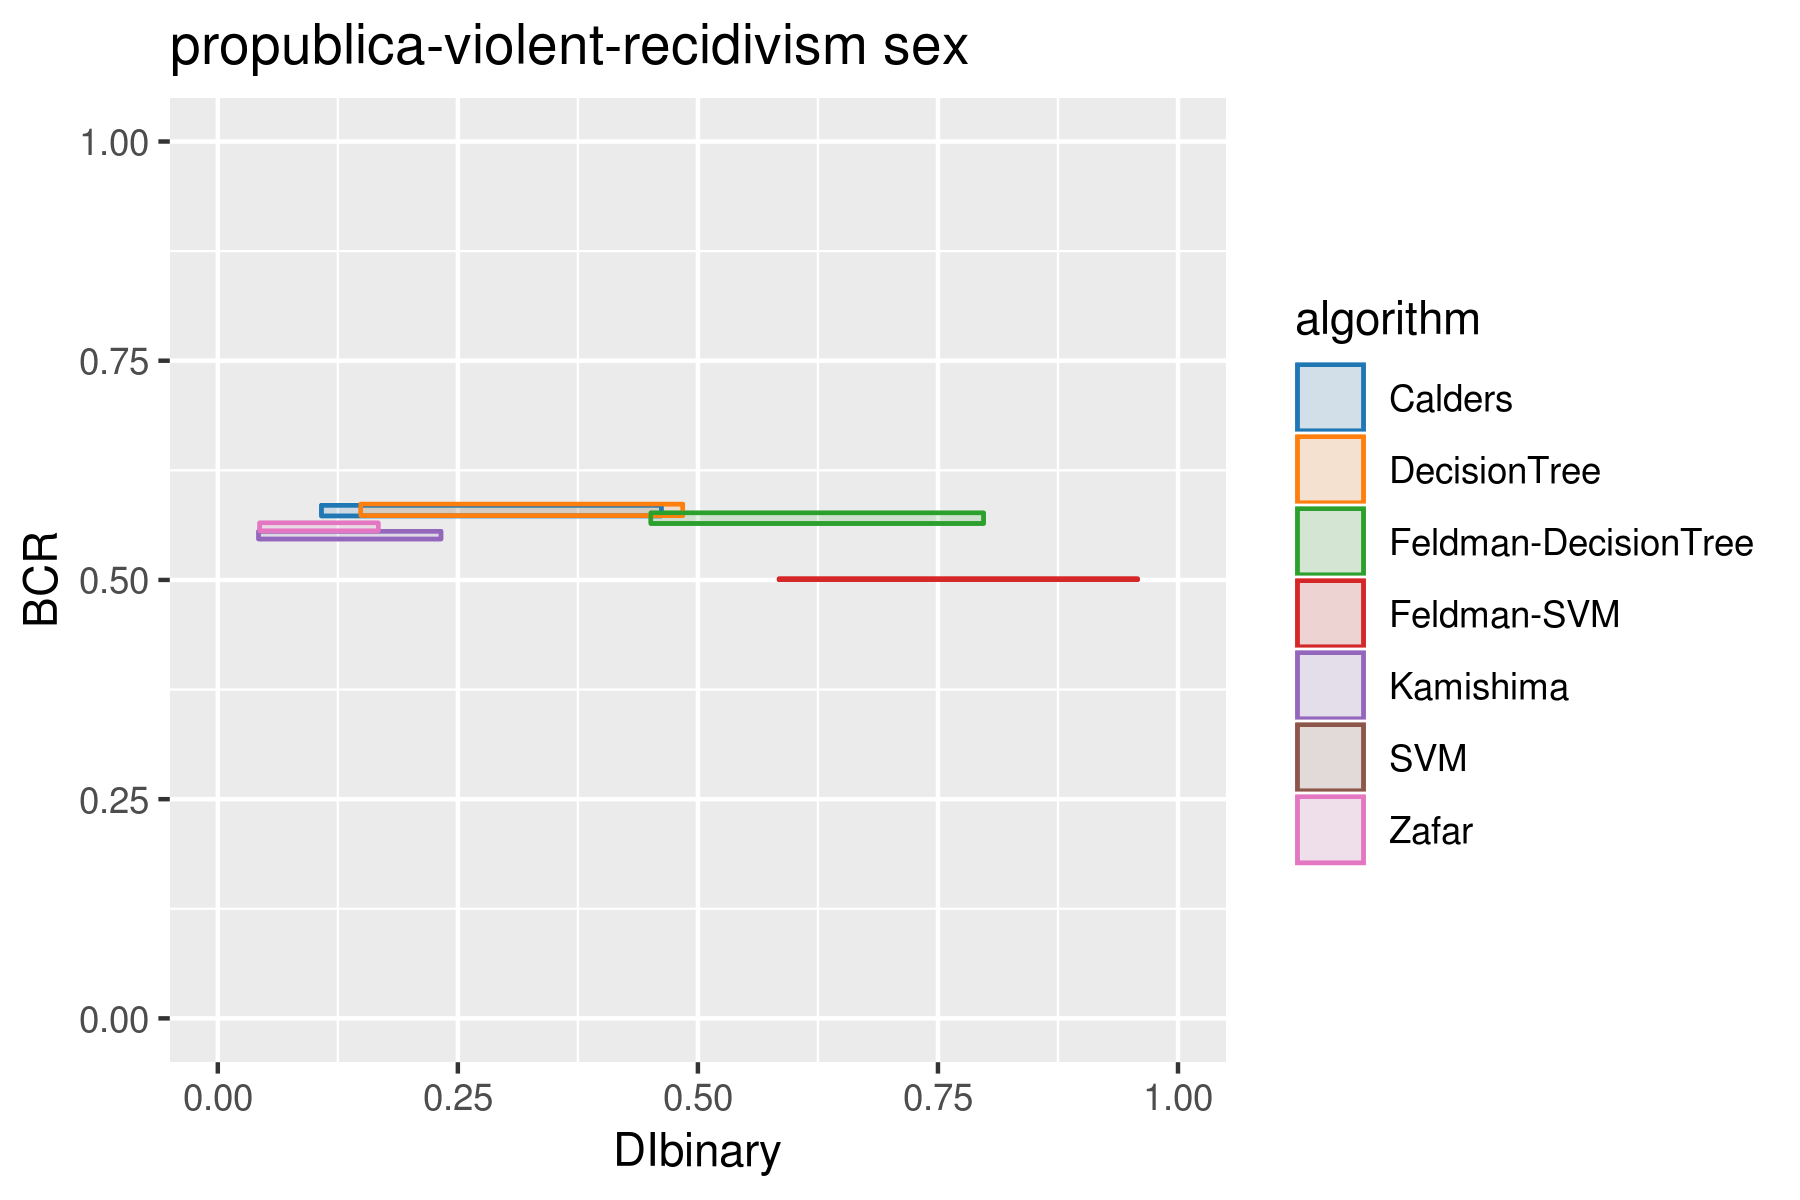 propublica-violent-recidivism sex
1.00
0.75
0.50
0.25
0.00
BCR
0.00 0.25 0.50 0.75 1.00
DIbinary
algorithm
Calders
DecisionTree
Feldman-DecisionTree
Feldman-SVM
Kamishima
SVM
Zafar